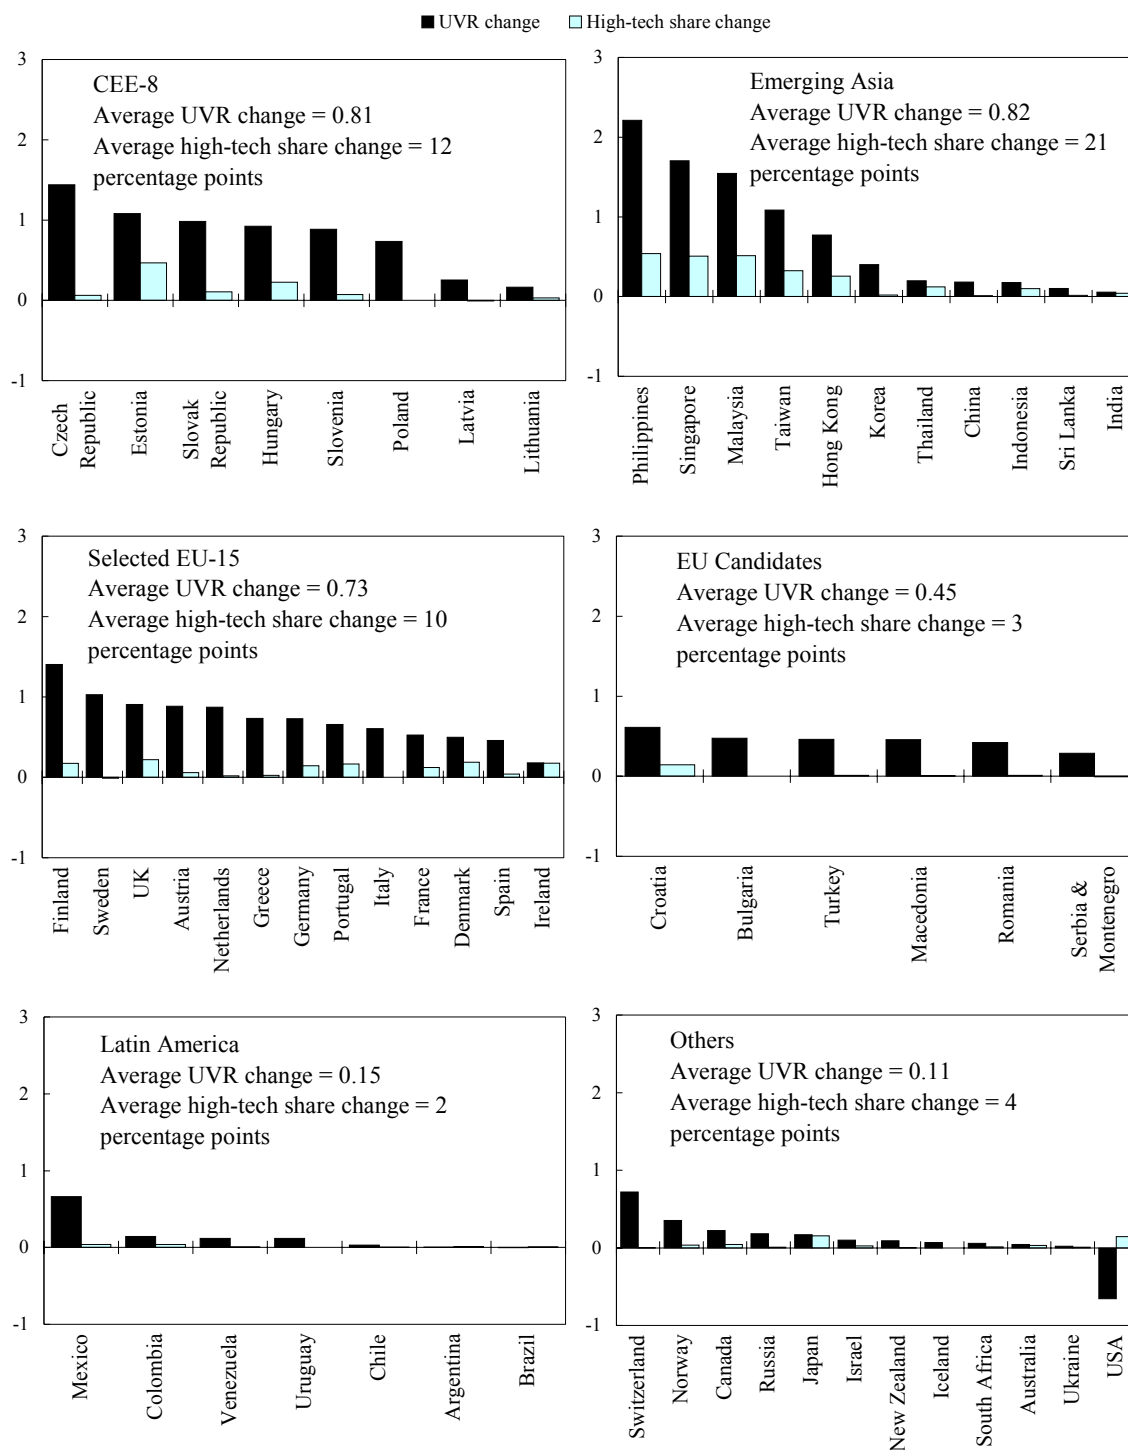 UVR change High-tech share change
3
2
1
0
-1
CEE-8
Average UVR change = 0.81
Average high-tech share change = 12
percentage points
Czech
Republic
Estonia
Slovak
Republic
Hungary
Slovenia
Poland
Latvia
Lithuania
3
2
1
0
-1
Emerging Asia
Average UVR change = 0.82
Average high-tech share change = 21
percentage points
Philippines
Singapore
Malaysia
Taiwan
Hong Kong
Korea
Thailand
China
Indonesia
Sri Lanka
India
3
2
1
0
-1
Selected EU-15
Average UVR change = 0.73
Average high-tech share change = 10
percentage points
Finland
Sweden
UK
Austria
Netherlands
Greece
Germany
Portugal
Italy
France
Denmark
Spain
Ireland
3
2
1
0
-1
EU Candidates
Average UVR change = 0.45
Average high-tech share change = 3
percentage points
Croatia
Bulgaria
Turkey
Macedonia
Romania
Serbia &
Montenegro
3
2
1
0
-1
Latin America
Average UVR change = 0.15
Average high-tech share change = 2
percentage points
Mexico
Colombia
Venezuela
Uruguay
Chile
Argentina
Brazil
3
2
1
0
-1
Others
Average UVR change = 0.11
Average high-tech share change = 4
percentage points
Switzerland
Norway
Canada
Russia
Japan
Israel
New Zealand
Iceland
South Africa
Australia
Ukraine
USA